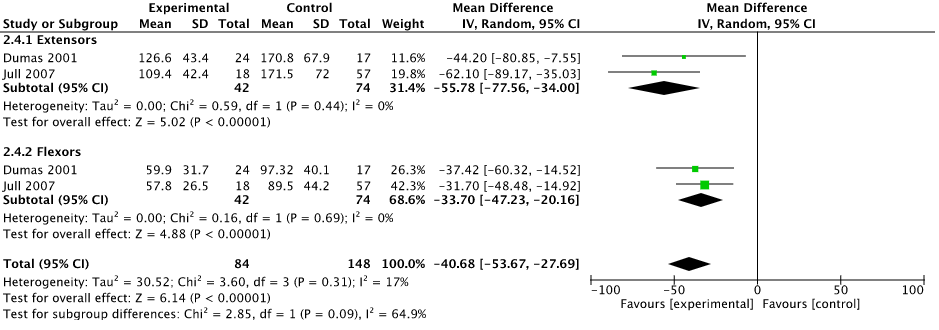 Experimental Control Mean Difference Mean Difference
Study or Subgroup Mean SD Total Mean SD Total Weight IV, Random, 95% CI IV, Random, 95% CI
2.4.1 Extensors
Dumas 2001 126.6 43.4 24 170.8 67.9 17 11.6% −44.20 [−80.85, −7.55]
Jull 2007 109.4 42.4 18 171.5 72 57 19.8% −62.10 [−89.17, −35.03]
Subtotal (95% CI) 42 74 31.4% −55.78 [−77.56, −34.00]
Heterogeneity: Tau² = 0.00; Chi² = 0.59, df = 1 (P = 0.44); I² = 0%
Test for overall effect: Z = 5.02 (P < 0.00001)
2.4.2 Flexors
Dumas 2001 59.9 31.7 24 97.32 40.1 17 26.3% −37.42 [−60.32, −14.52]
Jull 2007 57.8 26.5 18 89.5 44.2 57 42.3% −31.70 [−48.48, −14.92]
Subtotal (95% CI) 42 74 68.6% −33.70 [−47.23, −20.16]
Heterogeneity: Tau² = 0.00; Chi² = 0.16, df = 1 (P = 0.69); I² = 0%
Test for overall effect: Z = 4.88 (P < 0.00001)
Total (95% CI) 84 148 100.0% −40.68 [−53.67, −27.69]
Heterogeneity: Tau² = 30.52; Chi² = 3.60, df = 3 (P = 0.31); I² = 17%
Test for overall effect: Z = 6.14 (P < 0.00001)
Test for subgroup differences: Chi² = 2.85, df = 1 (P = 0.09), I² = 64.9%
−100 −50 0 50 100
Favours [experimental] Favours [control]